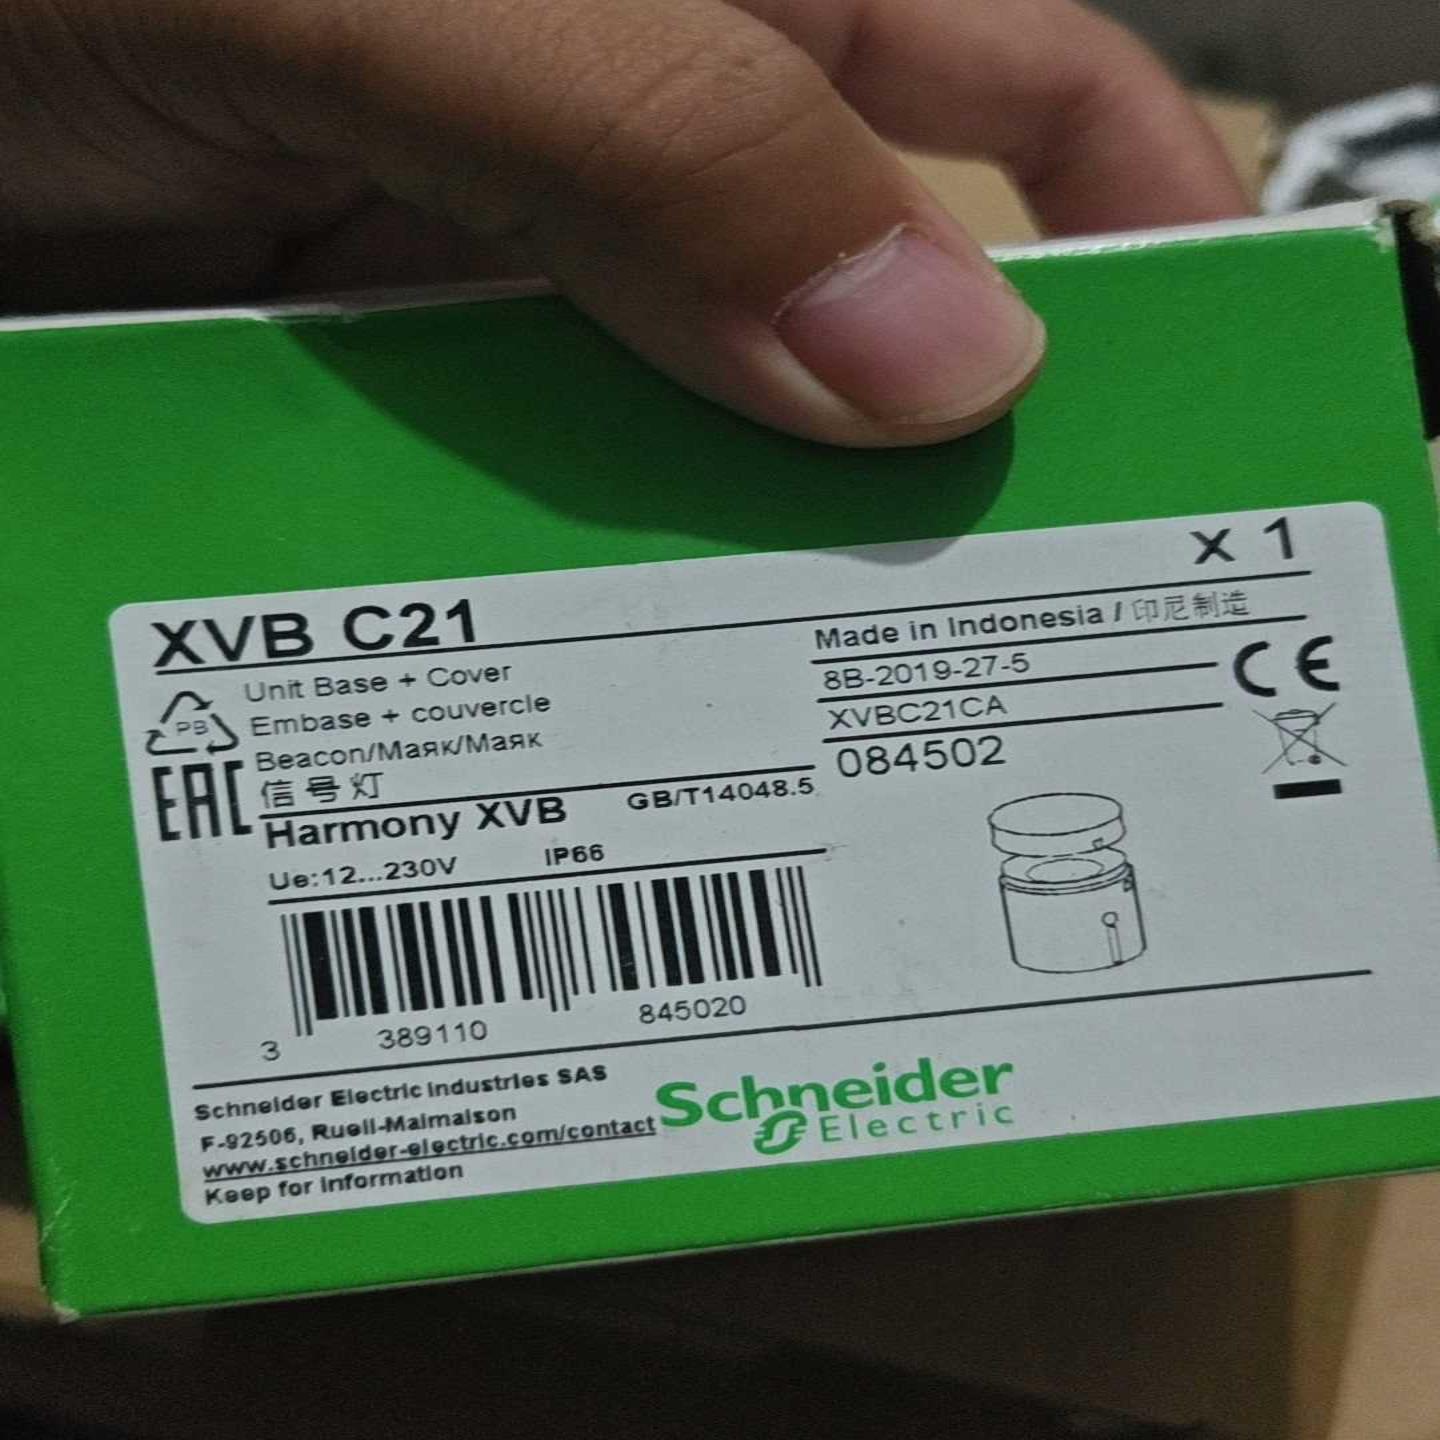 X 1
XVB C21
Made in Indonesia / 印尼制造
Unit Base + Cover
8B-2019-27-5
CE
PB
Embase + couvercle
XVBC21CA
Beacon/Маяк/Маяк
084502
EAC
信号灯
Harmony XVB GB/T14048.5
Ue:12...230V IP66
3 389110 845020
Schneider Electric Industries SAS
F-92506, Rueil-Malmaison
www.schneider-electric.com/contact
Keep for Information
Schneider
Electric